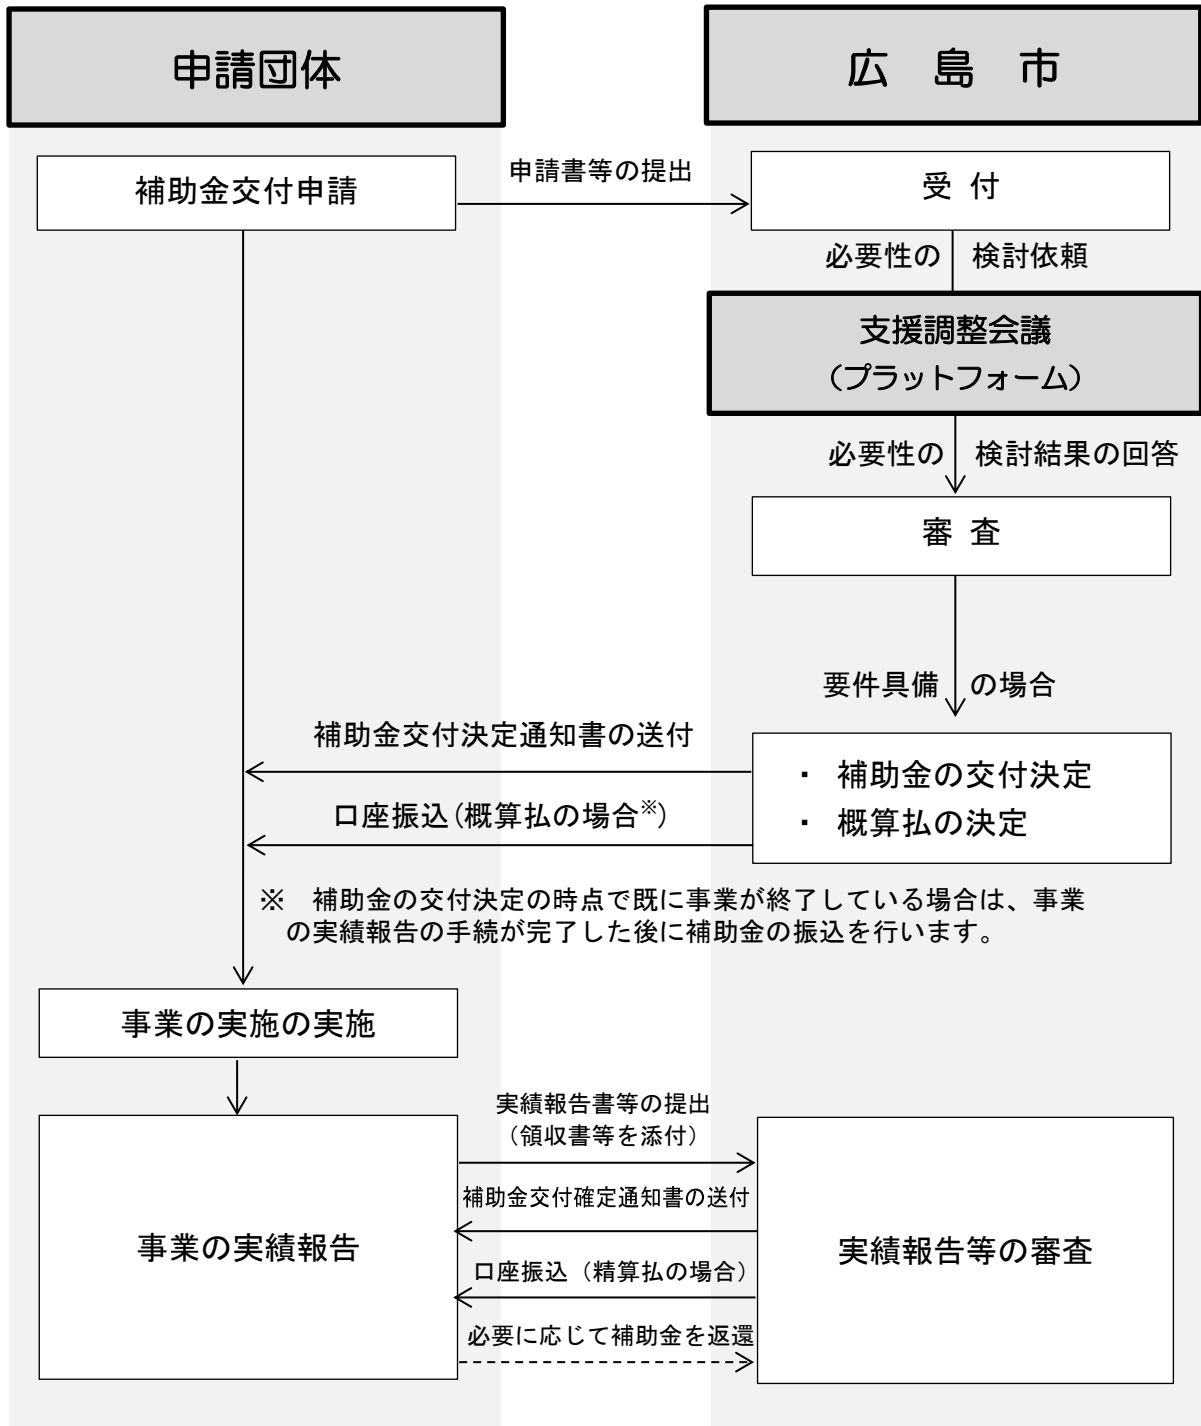 申請団体
広 島 市
補助金交付申請
申請書等の提出
受 付
必要性の 検討依頼
支援調整会議
（プラットフォーム）
必要性の 検討結果の回答
審 査
要件具備 の場合
補助金交付決定通知書の送付
・ 補助金の交付決定
口座振込（概算払の場合※）
・ 概算払の決定
※ 補助金の交付決定の時点で既に事業が終了している場合は、事業
の実績報告の手続が完了した後に補助金の振込を行います。
事業の実施の実施
実績報告書等の提出
（領収書等を添付）
補助金交付確定通知書の送付
事業の実績報告
実績報告等の審査
口座振込（精算払の場合）
必要に応じて補助金を返還